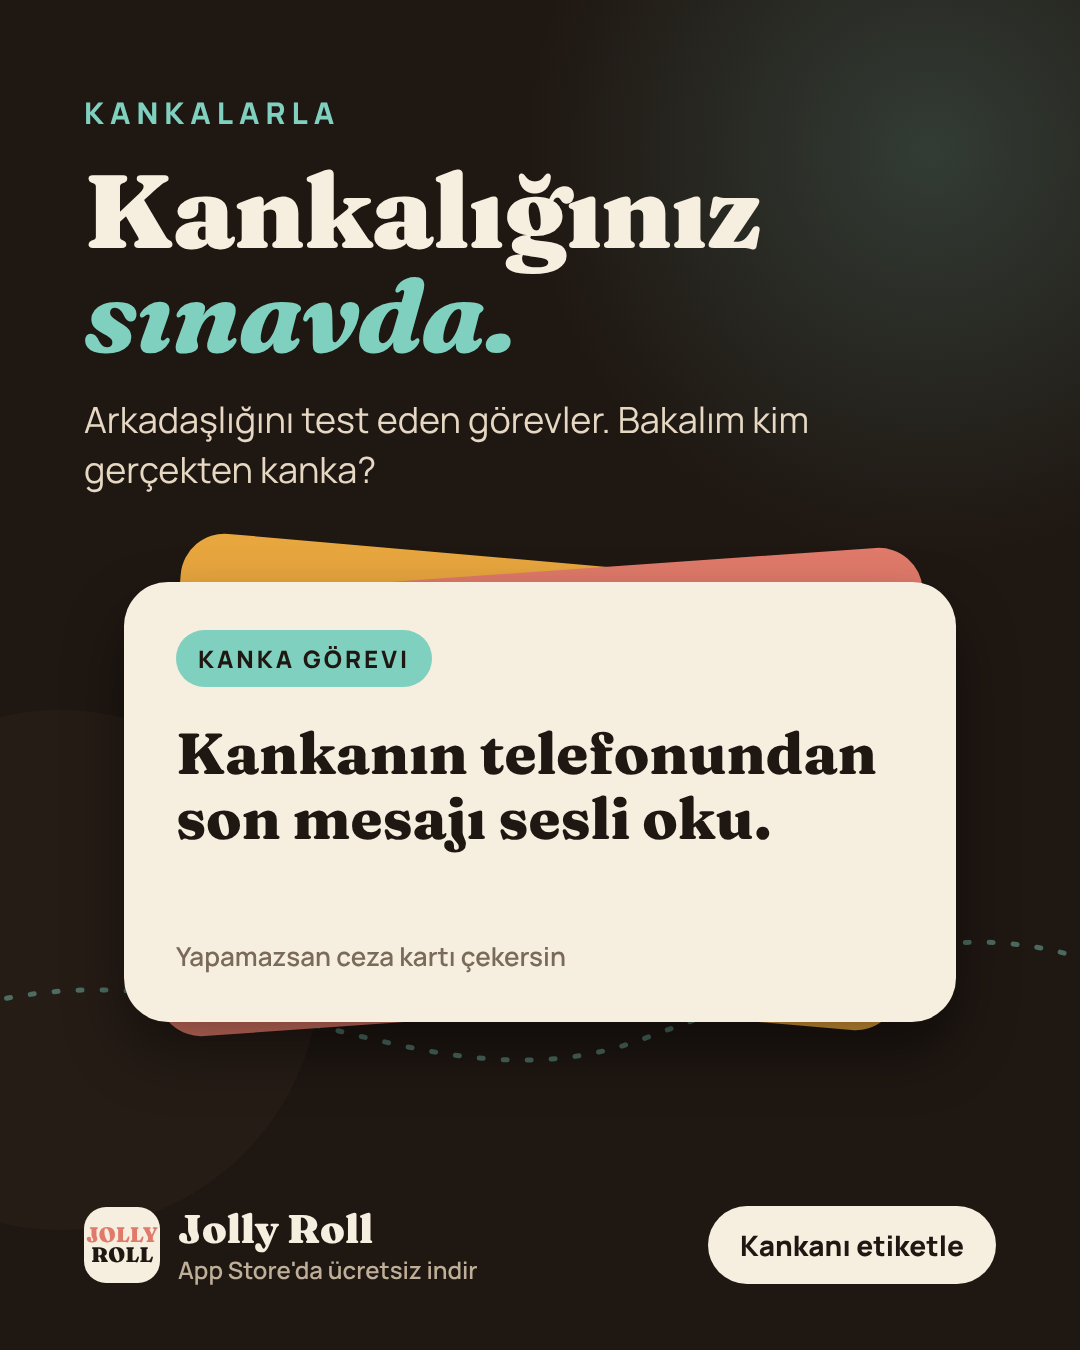 KANKALARLA
Kankalığınız
sınavda.
Arkadaşlığını test eden görevler. Bakalım kim
gerçekten kanka?
KANKA GÖREVI
Kankanın telefonundan
son mesajı sesli oku.
Yapamazsan ceza kartı çekersin
JOLLY
ROLL
Jolly Roll
App Store'da ücretsiz indir
Kankanı etiketle